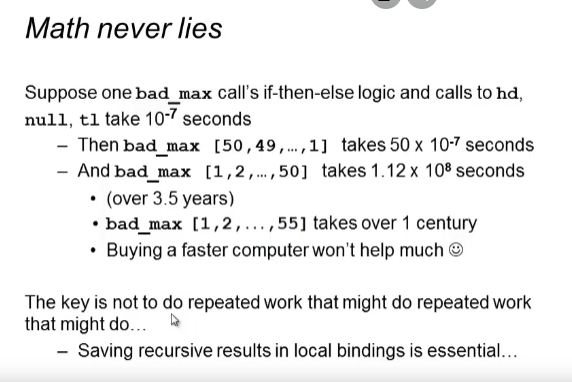 Math never lies
Suppose one bad_max call's if-then-else logic and calls to hd,
null, tl take 10-7 seconds
– Then bad_max [50,49,…,1] takes 50 x 10-7 seconds
– And bad_max [1,2,…,50] takes 1.12 x 108 seconds
• (over 3.5 years)
• bad_max [1,2,...,55] takes over 1 century
• Buying a faster computer won't help much ☺
The key is not to do repeated work that might do repeated work
that might do…
– Saving recursive results in local bindings is essential…